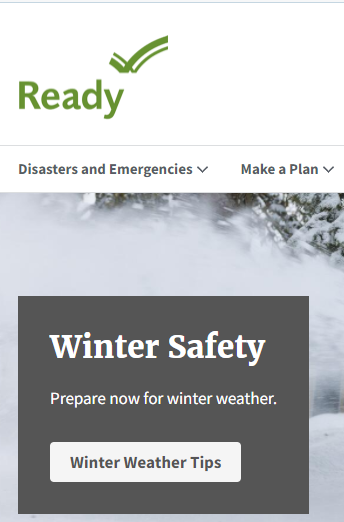 Ready
Disasters and Emergencies
Make a Plan
Winter Safety
Prepare now for winter weather.
Winter Weather Tips